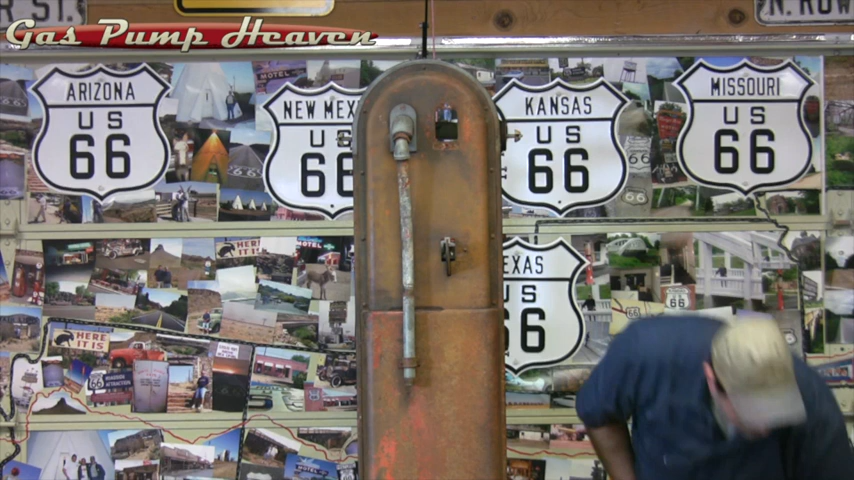 R ST.
N. ROW
Gas Pump Heaven
ARIZONA
US
66
NEW MEX
US
66
KANSAS
US
66
MISSOURI
US
66
EXAS
US
66
HERE
IT IS
MOTEL
HERE
IT IS
66